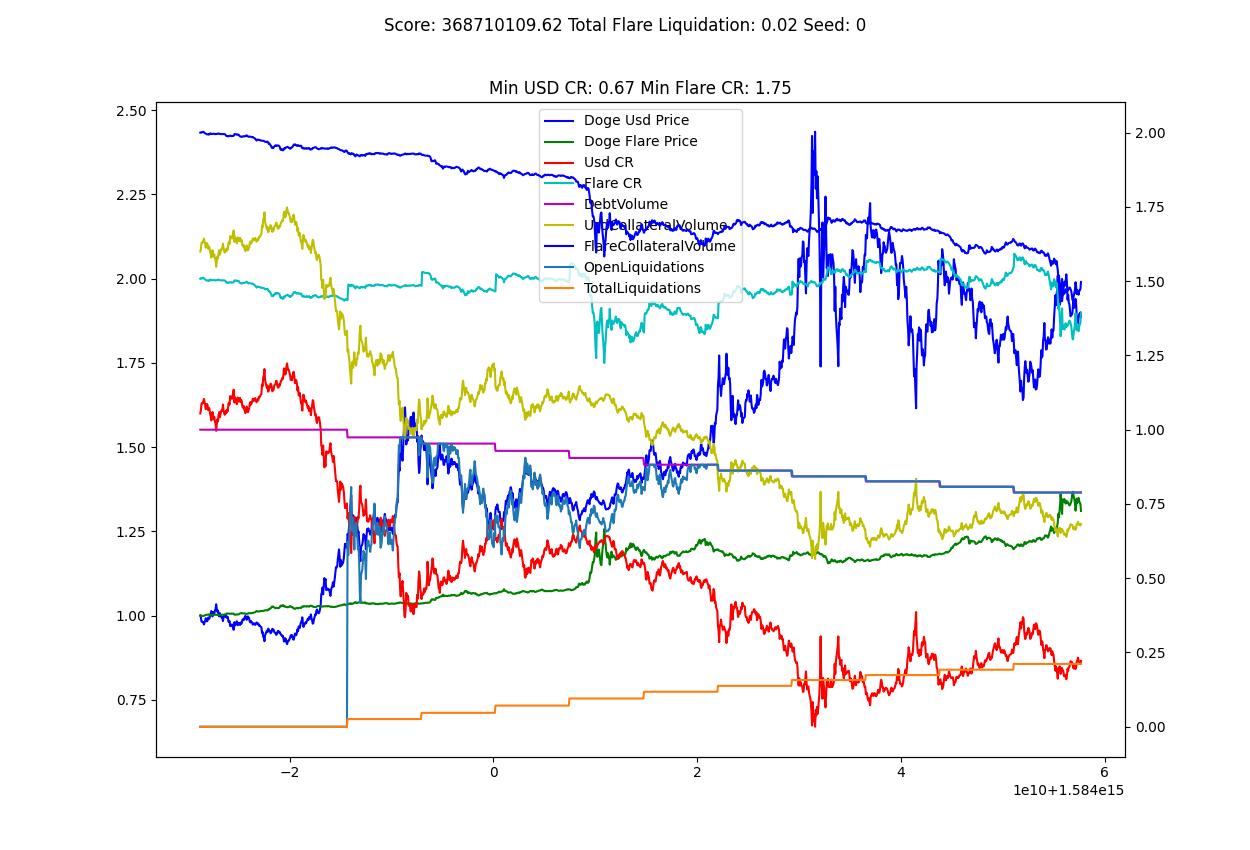 Score: 368710109.62 Total Flare Liquidation: 0.02 Seed: 0
Min USD CR: 0.67 Min Flare CR: 1.75
2.50
2.25
2.00
1.75
1.50
1.25
1.00
0.75
Doge Usd Price
Doge Flare Price
Usd CR
Flare CR
DebtVolume
UsdCollateralVolume
FlareCollateralVolume
OpenLiquidations
TotalLiquidations
2.00
1.75
1.50
1.25
1.00
0.75
0.50
0.25
0.00
−2 0 2 4 6
1e10+1.584e15